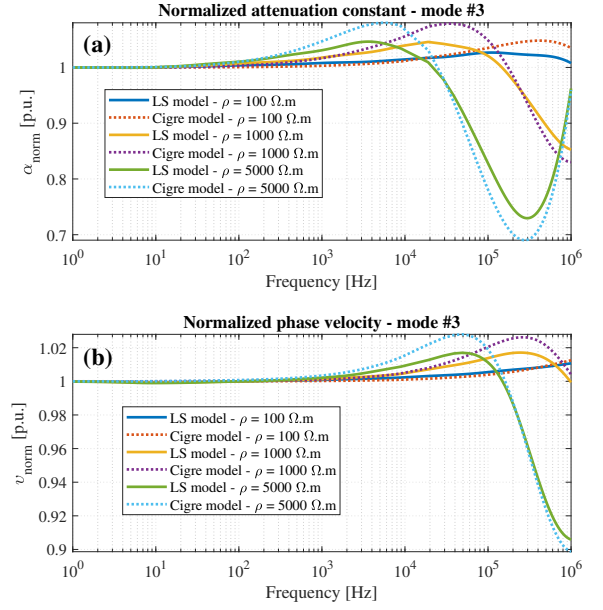 Normalized attenuation constant - mode #3
(a)
1
0.9
0.8
0.7
α_norm [p.u.]
LS model - ρ = 100 Ω.m
Cigre model - ρ = 100 Ω.m
LS model - ρ = 1000 Ω.m
Cigre model - ρ = 1000 Ω.m
LS model - ρ = 5000 Ω.m
Cigre model - ρ = 5000 Ω.m
10^0 10^1 10^2 10^3 10^4 10^5 10^6
Frequency [Hz]
Normalized phase velocity - mode #3
(b)
1.02
1
0.98
0.96
0.94
0.92
0.9
υ_norm [p.u.]
LS model - ρ = 100 Ω.m
Cigre model - ρ = 100 Ω.m
LS model - ρ = 1000 Ω.m
Cigre model - ρ = 1000 Ω.m
LS model - ρ = 5000 Ω.m
Cigre model - ρ = 5000 Ω.m
10^0 10^1 10^2 10^3 10^4 10^5 10^6
Frequency [Hz]